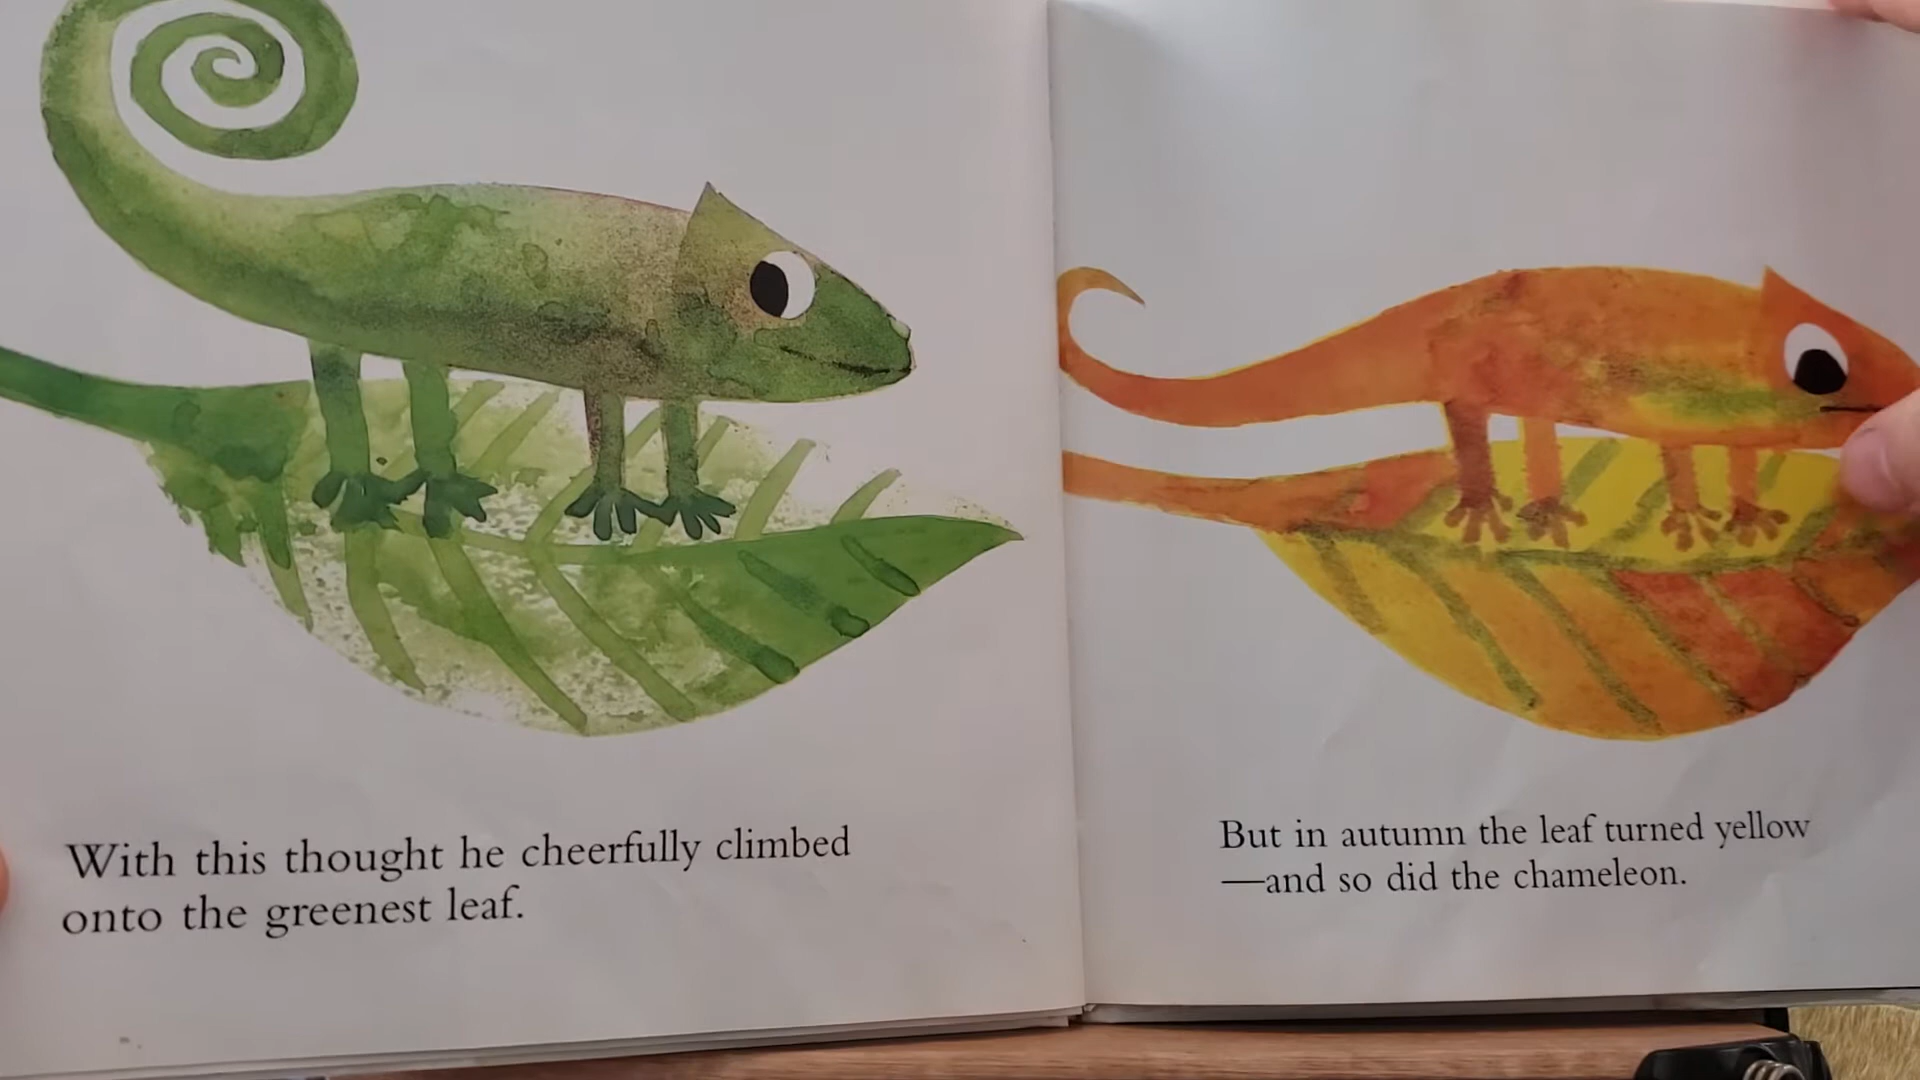 With this thought he cheerfully climbed
onto the greenest leaf.
But in autumn the leaf turned yellow
—and so did the chameleon.